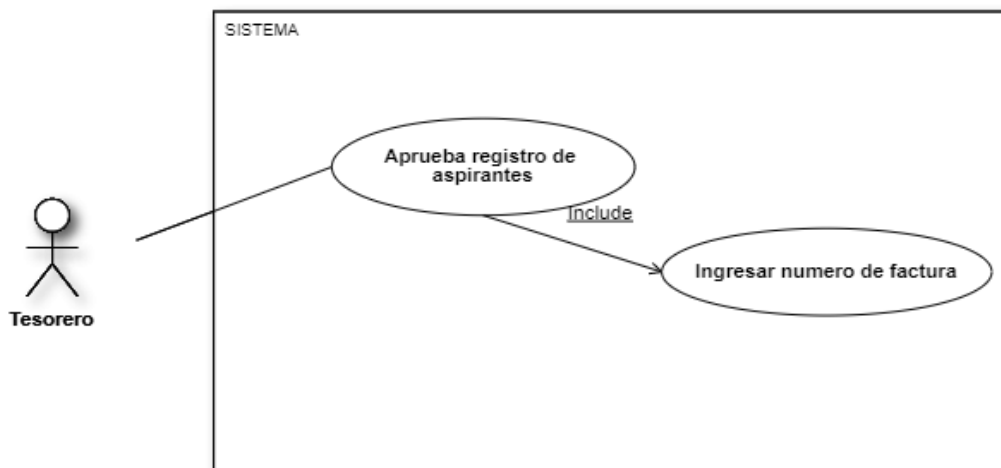 SISTEMA
Aprueba registro de
aspirantes
Include
Ingresar numero de factura
Tesorero